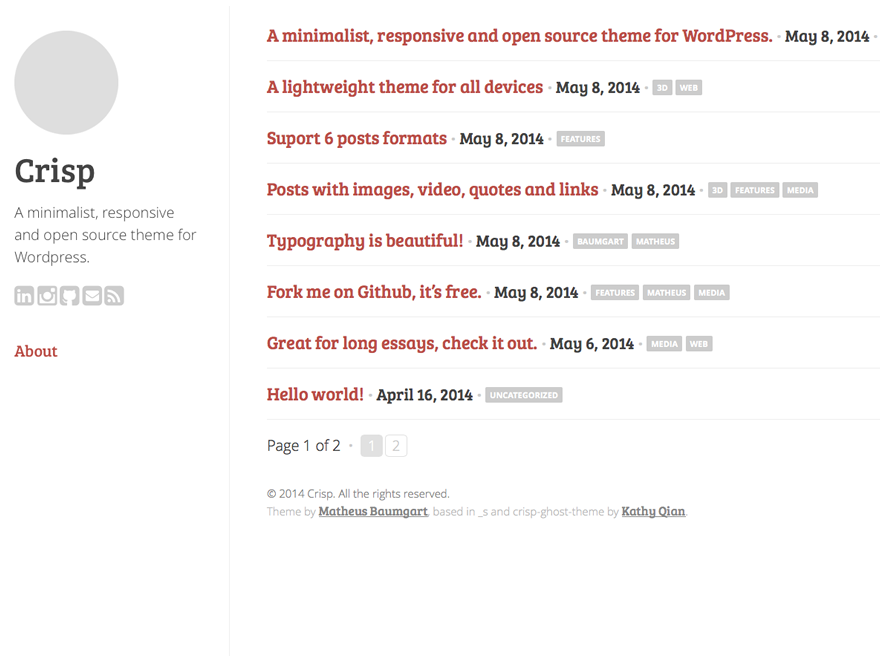 Crisp
A minimalist, responsive
and open source theme for
Wordpress.
About
A minimalist, responsive and open source theme for WordPress. • May 8, 2014 •
A lightweight theme for all devices • May 8, 2014 • 3D WEB
Suport 6 posts formats • May 8, 2014 • FEATURES
Posts with images, video, quotes and links • May 8, 2014 • 3D FEATURES MEDIA
Typography is beautiful! • May 8, 2014 • BAUMGART MATHEUS
Fork me on Github, it’s free. • May 8, 2014 • FEATURES MATHEUS MEDIA
Great for long essays, check it out. • May 6, 2014 • MEDIA WEB
Hello world! • April 16, 2014 • UNCATEGORIZED
Page 1 of 2 • 1 2
© 2014 Crisp. All the rights reserved.
Theme by Matheus Baumgart, based in _s and crisp-ghost-theme by Kathy Qian.